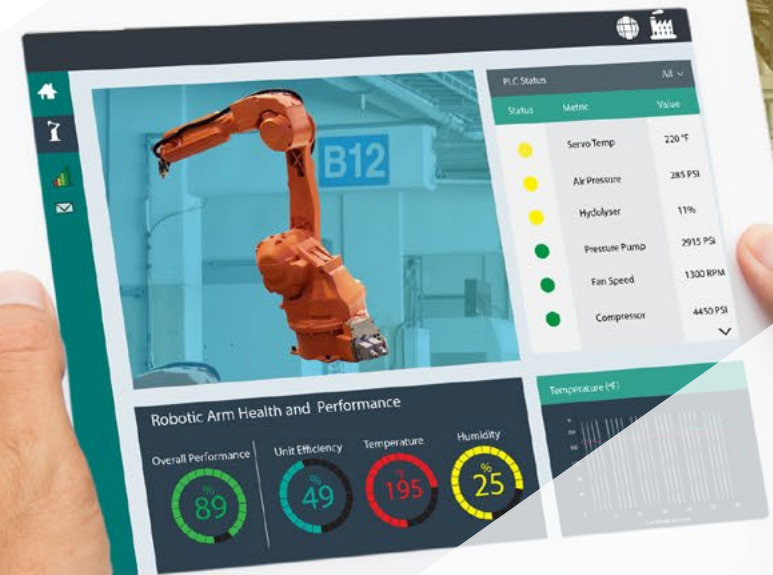 B12
PLC Status
All
Status Metric Value
Servo Temp 220 °F
Air Pressure 285 PSI
Hydolyser 11%
Pressure Pump 2915 PSI
Fan Speed 1300 RPM
Compressor 4450 PSI
Robotic Arm Health and Performance
Overall Performance
% 89
Unit Efficiency
% 49
Temperature
°F 195
Humidity
% 25
Temperature (°F)